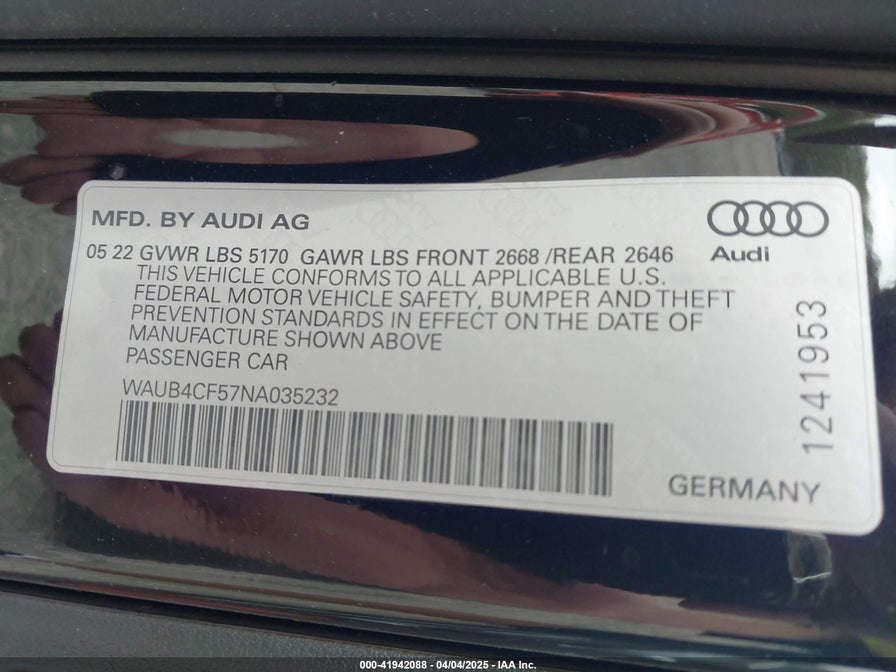 MFD. BY AUDI AG
Audi
05 22 GVWR LBS 5170 GAWR LBS FRONT 2668 /REAR 2646
THIS VEHICLE CONFORMS TO ALL APPLICABLE U.S.
FEDERAL MOTOR VEHICLE SAFETY, BUMPER AND THEFT
PREVENTION STANDARDS IN EFFECT ON THE DATE OF
MANUFACTURE SHOWN ABOVE
PASSENGER CAR
WAUB4CF57NA035232
1241953
GERMANY
000-41942088 - 04/04/2025 - IAA Inc.